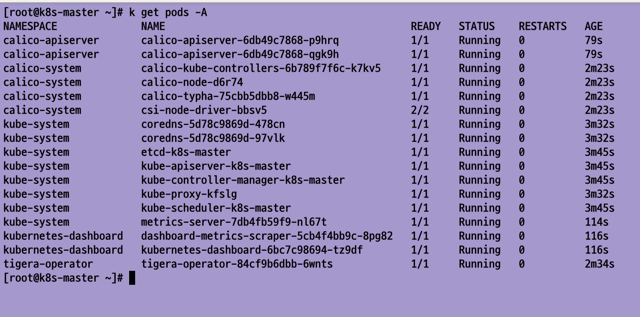 [root@k8s-master ~]# k get pods -A
NAMESPACE NAME READY STATUS RESTARTS AGE
calico-apiserver calico-apiserver-6db49c7868-p9hrq 1/1 Running 0 79s
calico-apiserver calico-apiserver-6db49c7868-qgk9h 1/1 Running 0 79s
calico-system calico-kube-controllers-6b789f7f6c-k7kv5 1/1 Running 0 2m23s
calico-system calico-node-d6r74 1/1 Running 0 2m23s
calico-system calico-typha-75cbb5dbb8-w445m 1/1 Running 0 2m23s
calico-system csi-node-driver-bbsv5 2/2 Running 0 2m23s
kube-system coredns-5d78c9869d-478cn 1/1 Running 0 3m32s
kube-system coredns-5d78c9869d-97vlk 1/1 Running 0 3m32s
kube-system etcd-k8s-master 1/1 Running 0 3m45s
kube-system kube-apiserver-k8s-master 1/1 Running 0 3m45s
kube-system kube-controller-manager-k8s-master 1/1 Running 0 3m45s
kube-system kube-proxy-kfslg 1/1 Running 0 3m32s
kube-system kube-scheduler-k8s-master 1/1 Running 0 3m45s
kube-system metrics-server-7db4fb59f9-nl67t 1/1 Running 0 114s
kubernetes-dashboard dashboard-metrics-scraper-5cb4f4bb9c-8pg82 1/1 Running 0 116s
kubernetes-dashboard kubernetes-dashboard-6bc7c98694-tz9df 1/1 Running 0 116s
tigera-operator tigera-operator-84cf9b6dbb-6wnts 1/1 Running 0 2m34s
[root@k8s-master ~]#